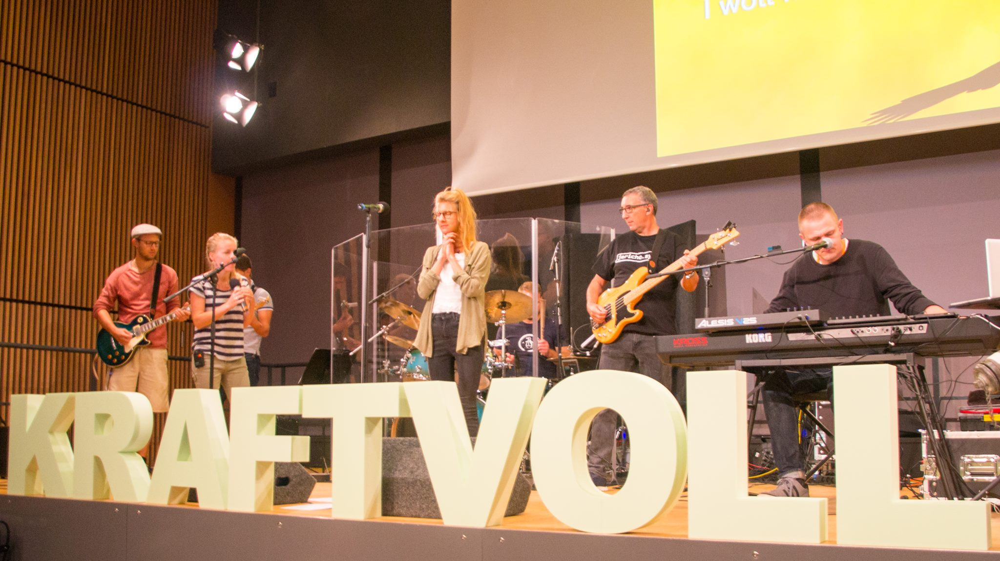 I woll
jericho.
ALESIS V25
KROSS
KORG
KRAFTVOLL